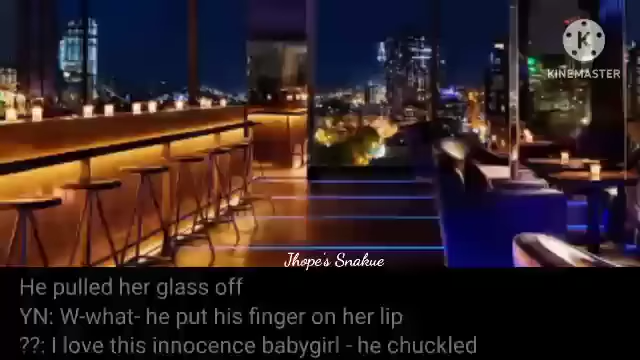 KINEMASTER
Jhope's Snakue
He pulled her glass off
YN: W-what- he put his finger on her lip
??: I love this innocence babygirl - he chuckled